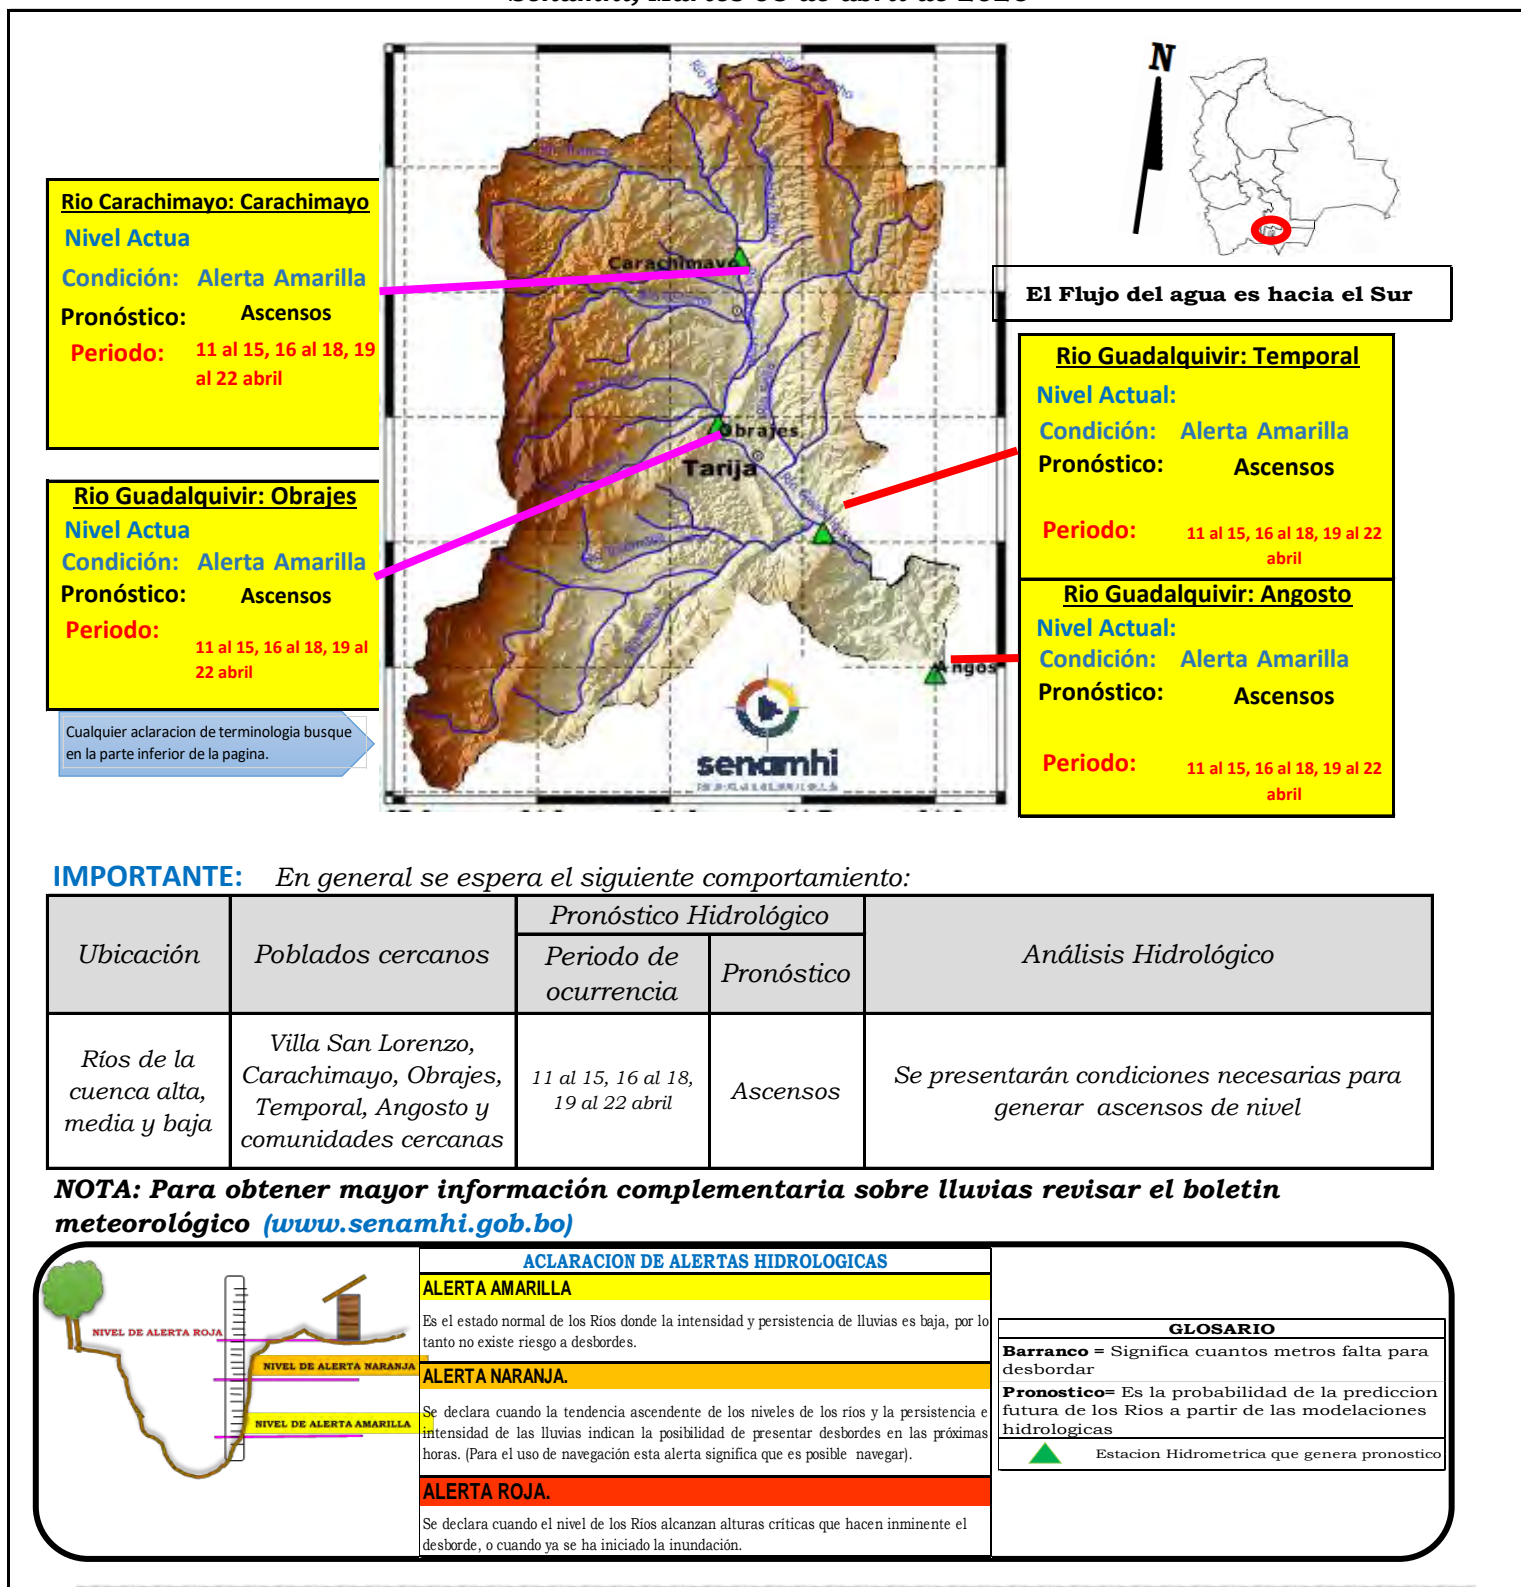 Rio Carachimayo: Carachimayo
Nivel Actua
Condición: Alerta Amarilla
Pronóstico: Ascensos
Periodo: 11 al 15, 16 al 18, 19
al 22 abril
Rio Guadalquivir: Obrajes
Nivel Actua
Condición: Alerta Amarilla
Pronóstico: Ascensos
Periodo:
11 al 15, 16 al 18, 19 al
22 abril
Cualquier aclaracion de terminologia busque
en la parte inferior de la pagina.
Carachimayo
Obrajes
Tarija
Angos
senamhi
N
El Flujo del agua es hacia el Sur
Rio Guadalquivir: Temporal
Nivel Actual:
Condición: Alerta Amarilla
Pronóstico: Ascensos
Periodo: 11 al 15, 16 al 18, 19 al 22
abril
Rio Guadalquivir: Angosto
Nivel Actual:
Condición: Alerta Amarilla
Pronóstico: Ascensos
Periodo: 11 al 15, 16 al 18, 19 al 22
abril
IMPORTANTE: En general se espera el siguiente comportamiento:
Ubicación
Poblados cercanos
Pronóstico Hidrológico
Periodo de
ocurrencia
Pronóstico
Análisis Hidrológico
Ríos de la
cuenca alta,
media y baja
Villa San Lorenzo,
Carachimayo, Obrajes,
Temporal, Angosto y
comunidades cercanas
11 al 15, 16 al 18,
19 al 22 abril
Ascensos
Se presentarán condiciones necesarias para
generar ascensos de nivel
NOTA: Para obtener mayor información complementaria sobre lluvias revisar el boletin
meteorológico (www.senamhi.gob.bo)
NIVEL DE ALERTA ROJA
NIVEL DE ALERTA NARANJA
NIVEL DE ALERTA AMARILLA
ACLARACION DE ALERTAS HIDROLOGICAS
ALERTA AMARILLA
Es el estado normal de los Rios donde la intensidad y persistencia de lluvias es baja, por lo
tanto no existe riesgo a desbordes.
ALERTA NARANJA.
Se declara cuando la tendencia ascendente de los niveles de los rios y la persistencia e
intensidad de las lluvias indican la posibilidad de presentar desbordes en las próximas
horas. (Para el uso de navegación esta alerta significa que es posible navegar).
ALERTA ROJA.
Se declara cuando el nivel de los Rios alcanzan alturas críticas que hacen inminente el
desborde, o cuando ya se ha iniciado la inundación.
GLOSARIO
Barranco = Significa cuantos metros falta para
desbordar
Pronostico= Es la probabilidad de la prediccion
futura de los Rios a partir de las modelaciones
hidrologicas
Estacion Hidrometrica que genera pronostico